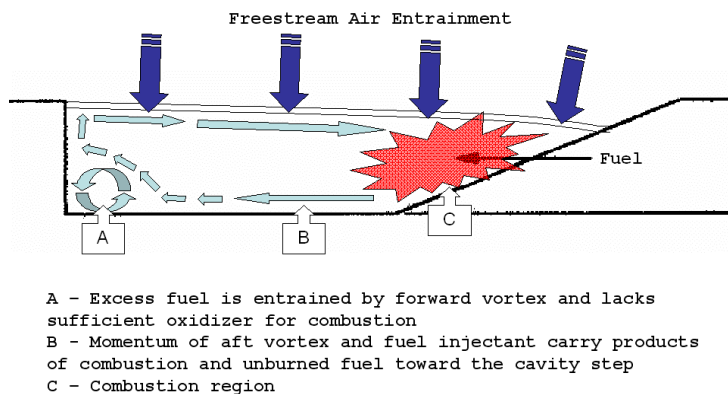 Freestream Air Entrainment
Fuel
A
B
C
A – Excess fuel is entrained by forward vortex and lacks
sufficient oxidizer for combustion
B – Momentum of aft vortex and fuel injectant carry products
of combustion and unburned fuel toward the cavity step
C – Combustion region